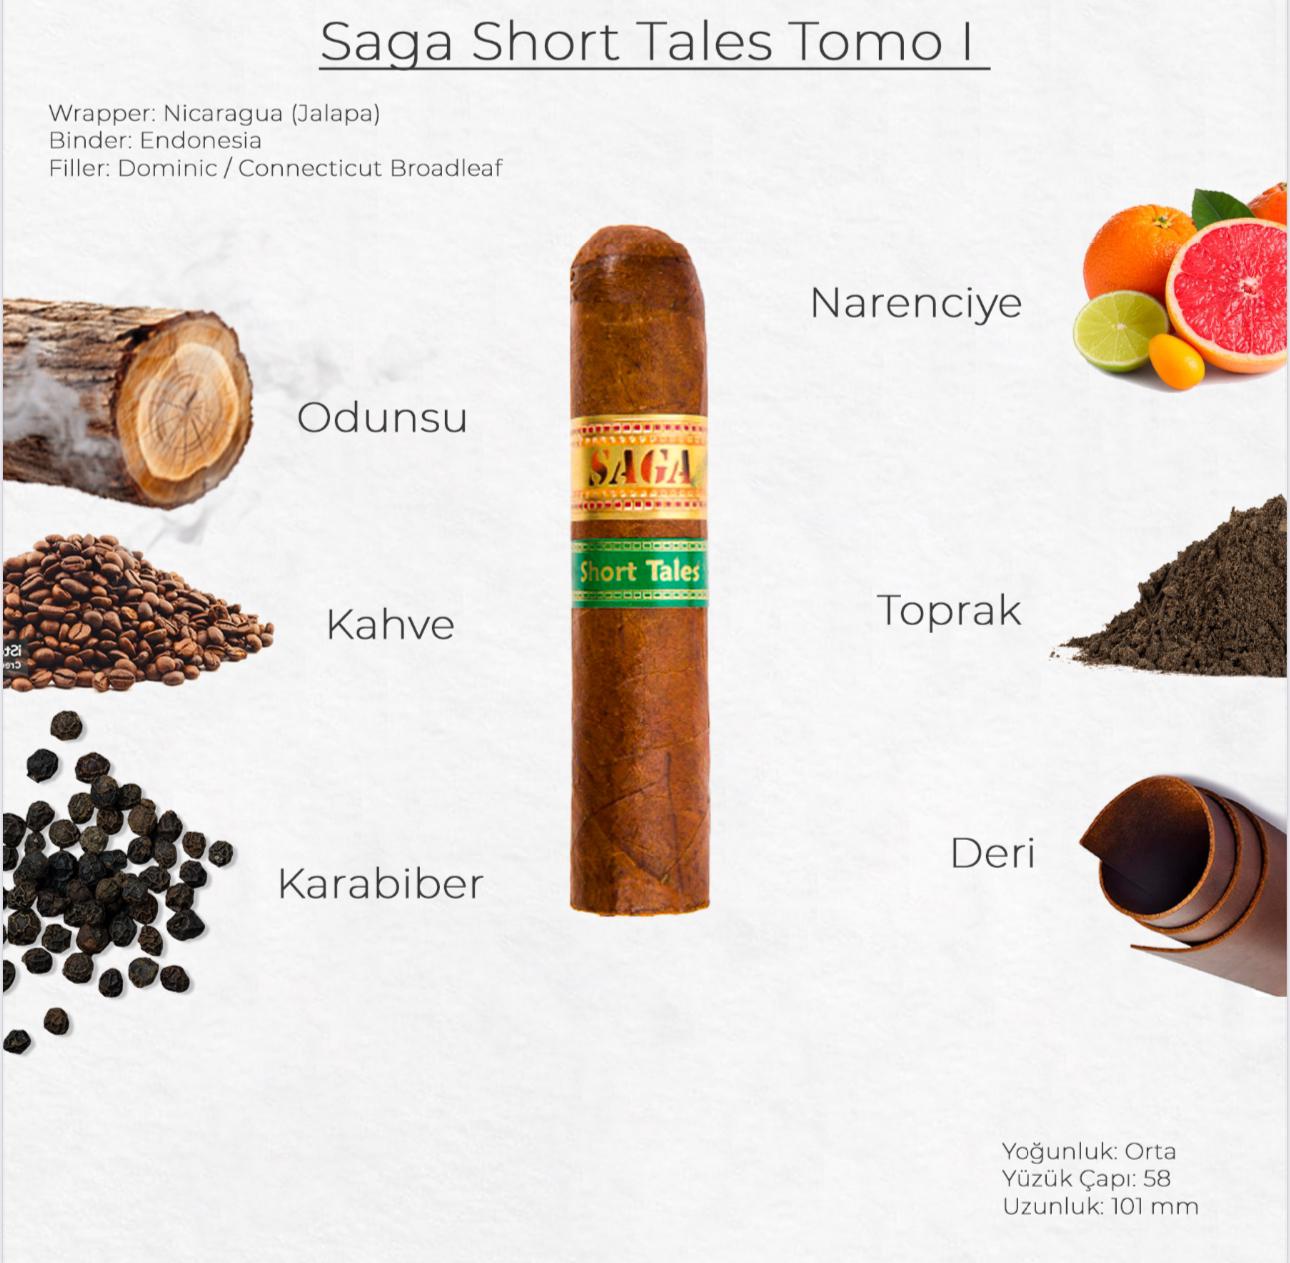 Saga Short Tales Tomo I
Wrapper: Nicaragua (Jalapa)
Binder: Endonesia
Filler: Dominic / Connecticut Broadleaf
Narenciye
Odunsu
SAGA
Short Tales
Toprak
Kahve
Deri
Karabiber
Yoğunluk: Orta
Yüzük Çapı: 58
Uzunluk: 101 mm